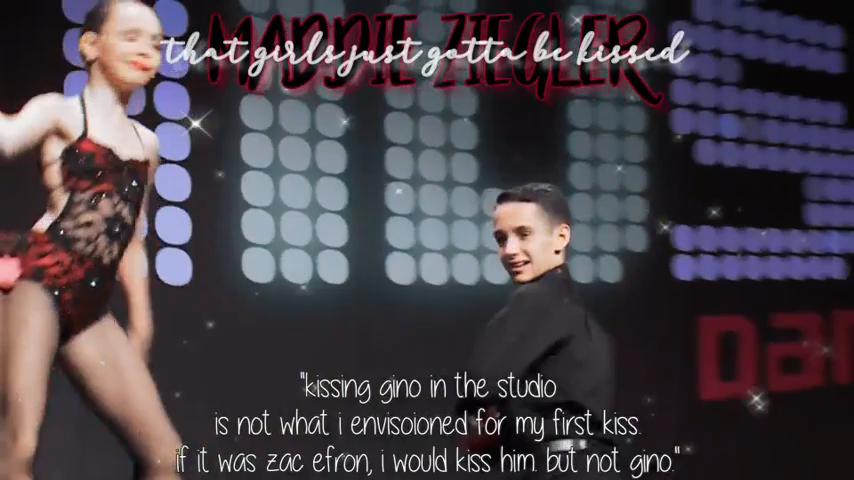 MADDIE ZIEGLER
that girls just gotta be kissed
Dan
"kissing gino in the studio
is not what i envisoioned for my first kiss.
if it was zac efron, i would kiss him. but not gino."